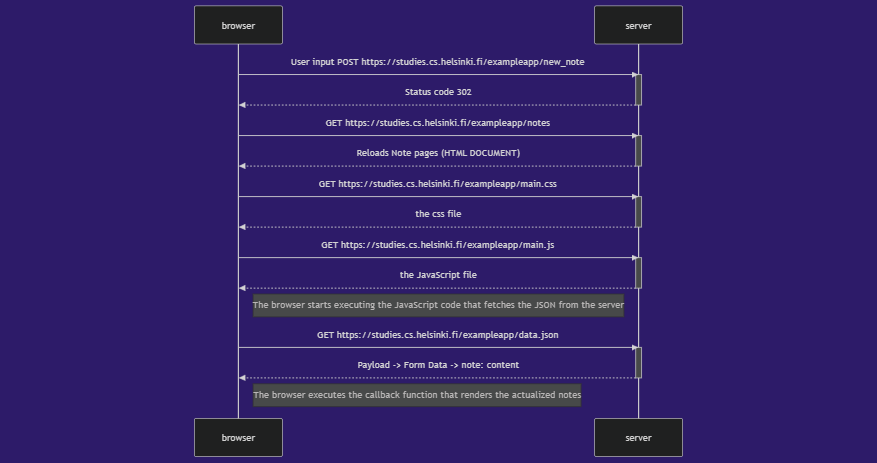 browser
server
User input POST https://studies.cs.helsinki.fi/exampleapp/new_note
Status code 302
GET https://studies.cs.helsinki.fi/exampleapp/notes
Reloads Note pages (HTML DOCUMENT)
GET https://studies.cs.helsinki.fi/exampleapp/main.css
the css file
GET https://studies.cs.helsinki.fi/exampleapp/main.js
the JavaScript file
The browser starts executing the JavaScript code that fetches the JSON from the server
GET https://studies.cs.helsinki.fi/exampleapp/data.json
Payload -> Form Data -> note: content
The browser executes the callback function that renders the actualized notes
browser
server